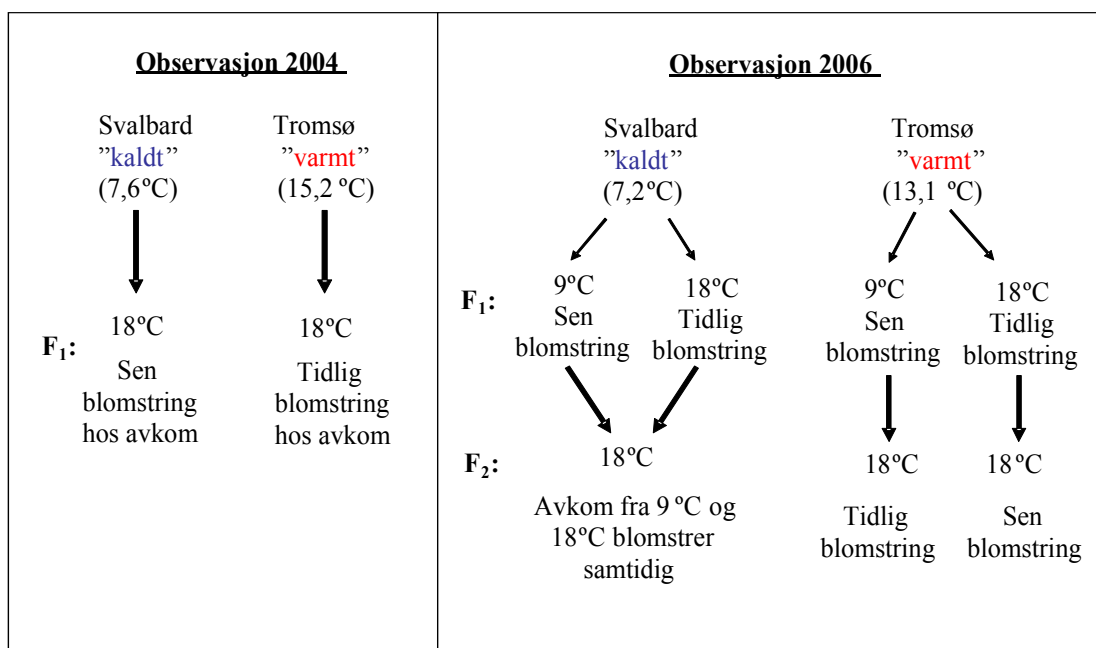 Observasjon 2004
Svalbard
”kaldt”
(7,6ºC)
Tromsø
”varmt”
(15,2 ºC)
F1:
18ºC
Sen
blomstring
hos avkom
18ºC
Tidlig
blomstring
hos avkom
Observasjon 2006
Svalbard
”kaldt”
(7,2ºC)
Tromsø
”varmt”
(13,1 ºC)
F1:
9ºC
Sen
blomstring
18ºC
Tidlig
blomstring
9ºC
Sen
blomstring
18ºC
Tidlig
blomstring
F2:
18ºC
Avkom fra 9 ºC og
18ºC blomstrer
samtidig
18ºC
Tidlig
blomstring
18ºC
Sen
blomstring